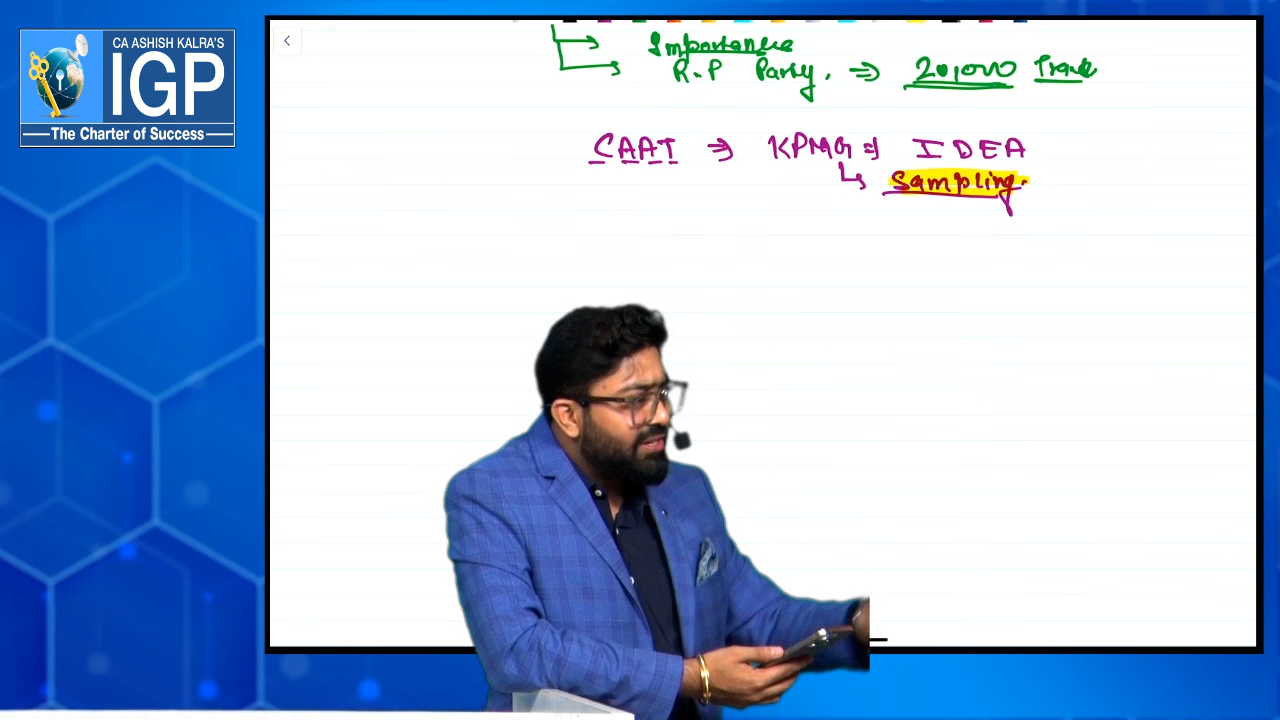 CA ASHISH KALRA'S
IGP
The Charter of Success
Importance
R.P Party. ⇒ 20,000 Trans
CAAT ⇒ KPMG ⇒ IDEA
↳ Sampling.